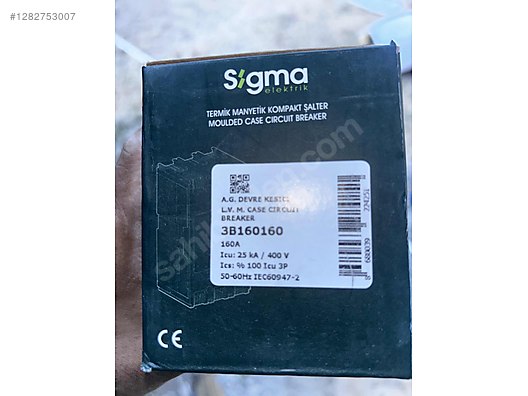 #1282753007
Sigma
elektrik
TERMİK MANYETİK KOMPAKT ŞALTER
MOULDED CASE CIRCUIT BREAKER
A.G. DEVRE KESİCİ
L.V. M. CASE CIRCUIT
BREAKER
3B160160
160A
Icu: 25 kA / 400 V
Ics: % 100 Icu 3P
50-60Hz IEC60947-2
CE